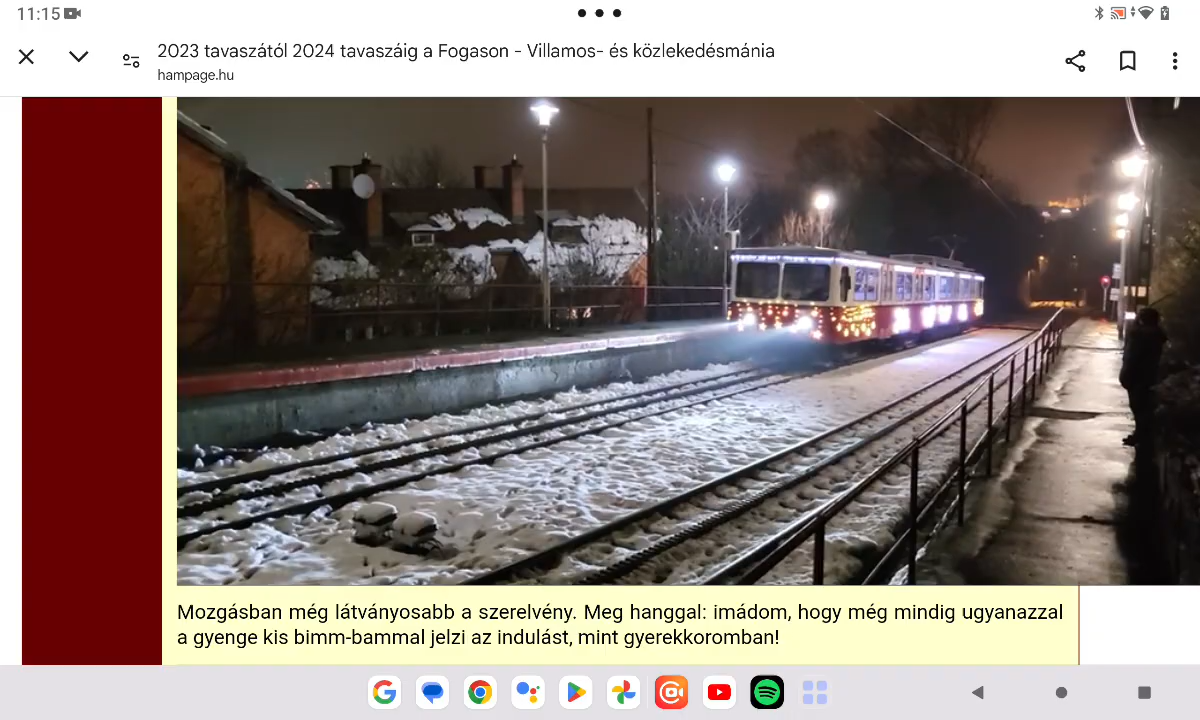 11:15
2023 tavaszától 2024 tavaszáig a Fogason - Villamos- és közlekedésmánia
hampage.hu
Mozgásban még látványosabb a szerelvény. Meg hanggal: imádom, hogy még mindig ugyanazzal
a gyenge kis bimm-bammal jelzi az indulást, mint gyerekkoromban!